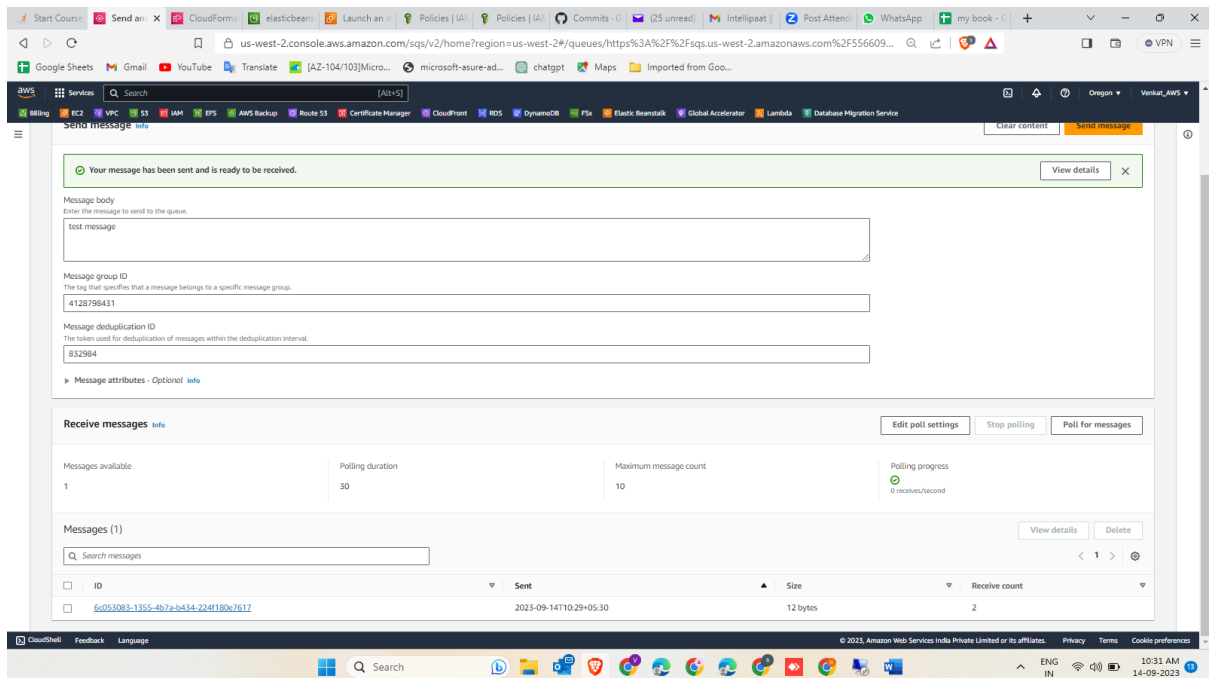 Start Course Send an CloudForma elasticbeans Launch an in Policies | IA Policies | IA Commits · G (25 unread) Intellipaat || Post Attend WhatsApp my book - G
us-west-2.console.aws.amazon.com/sqs/v2/home?region=us-west-2#/queues/https%3A%2F%2Fsqs.us-west-2.amazonaws.com%2F556609... VPN
Google Sheets Gmail YouTube Translate [AZ-104/103]Micro... microsoft-asure-ad... chatgpt Maps Imported from Goo...
aws Services Search [Alt+S] Oregon Venkat_AWS
Billing EC2 VPC S3 IAM EFS AWS Backup Route 53 Certificate Manager CloudFront RDS DynamoDB FSx Elastic Beanstalk Global Accelerator Lambda Database Migration Service
Send message Info Clear content Send message
Your message has been sent and is ready to be received. View details
Message body
Enter the message to send to the queue.
test message
Message group ID
The tag that specifies that a message belongs to a specific message group.
4128798431
Message deduplication ID
The token used for deduplication of messages within the deduplication interval.
832984
Message attributes - Optional Info
Receive messages Info Edit poll settings Stop polling Poll for messages
Messages available Polling duration Maximum message count Polling progress
1 30 10
0 receives/second
Messages (1) View details Delete
Search messages 1
ID Sent Size Receive count
6c053083-1355-4b7a-b434-224f180e7617 2023-09-14T10:29+05:30 12 bytes 2
CloudShell Feedback Language © 2023, Amazon Web Services India Private Limited or its affiliates. Privacy Terms Cookie preferences
Search ENG 10:31 AM
IN 14-09-2023 13